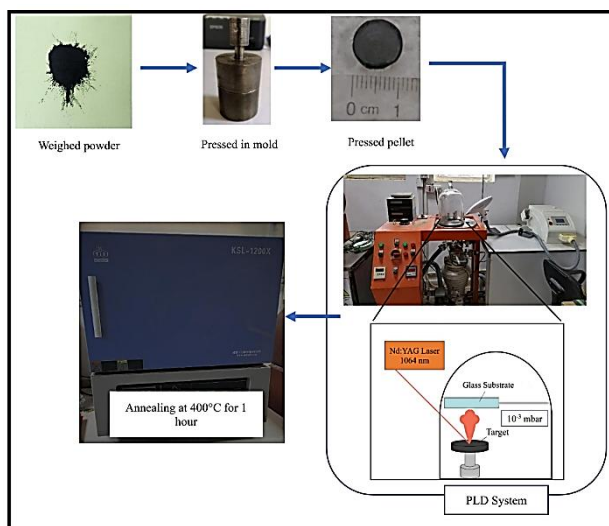 Weighed powder
Pressed in mold
0 cm 1
Pressed pellet
KSL-1200X
Annealing at 400°C for 1
hour
Nd:YAG Laser
1064 nm
Glass Substrate
10⁻³ mbar
Target
PLD System